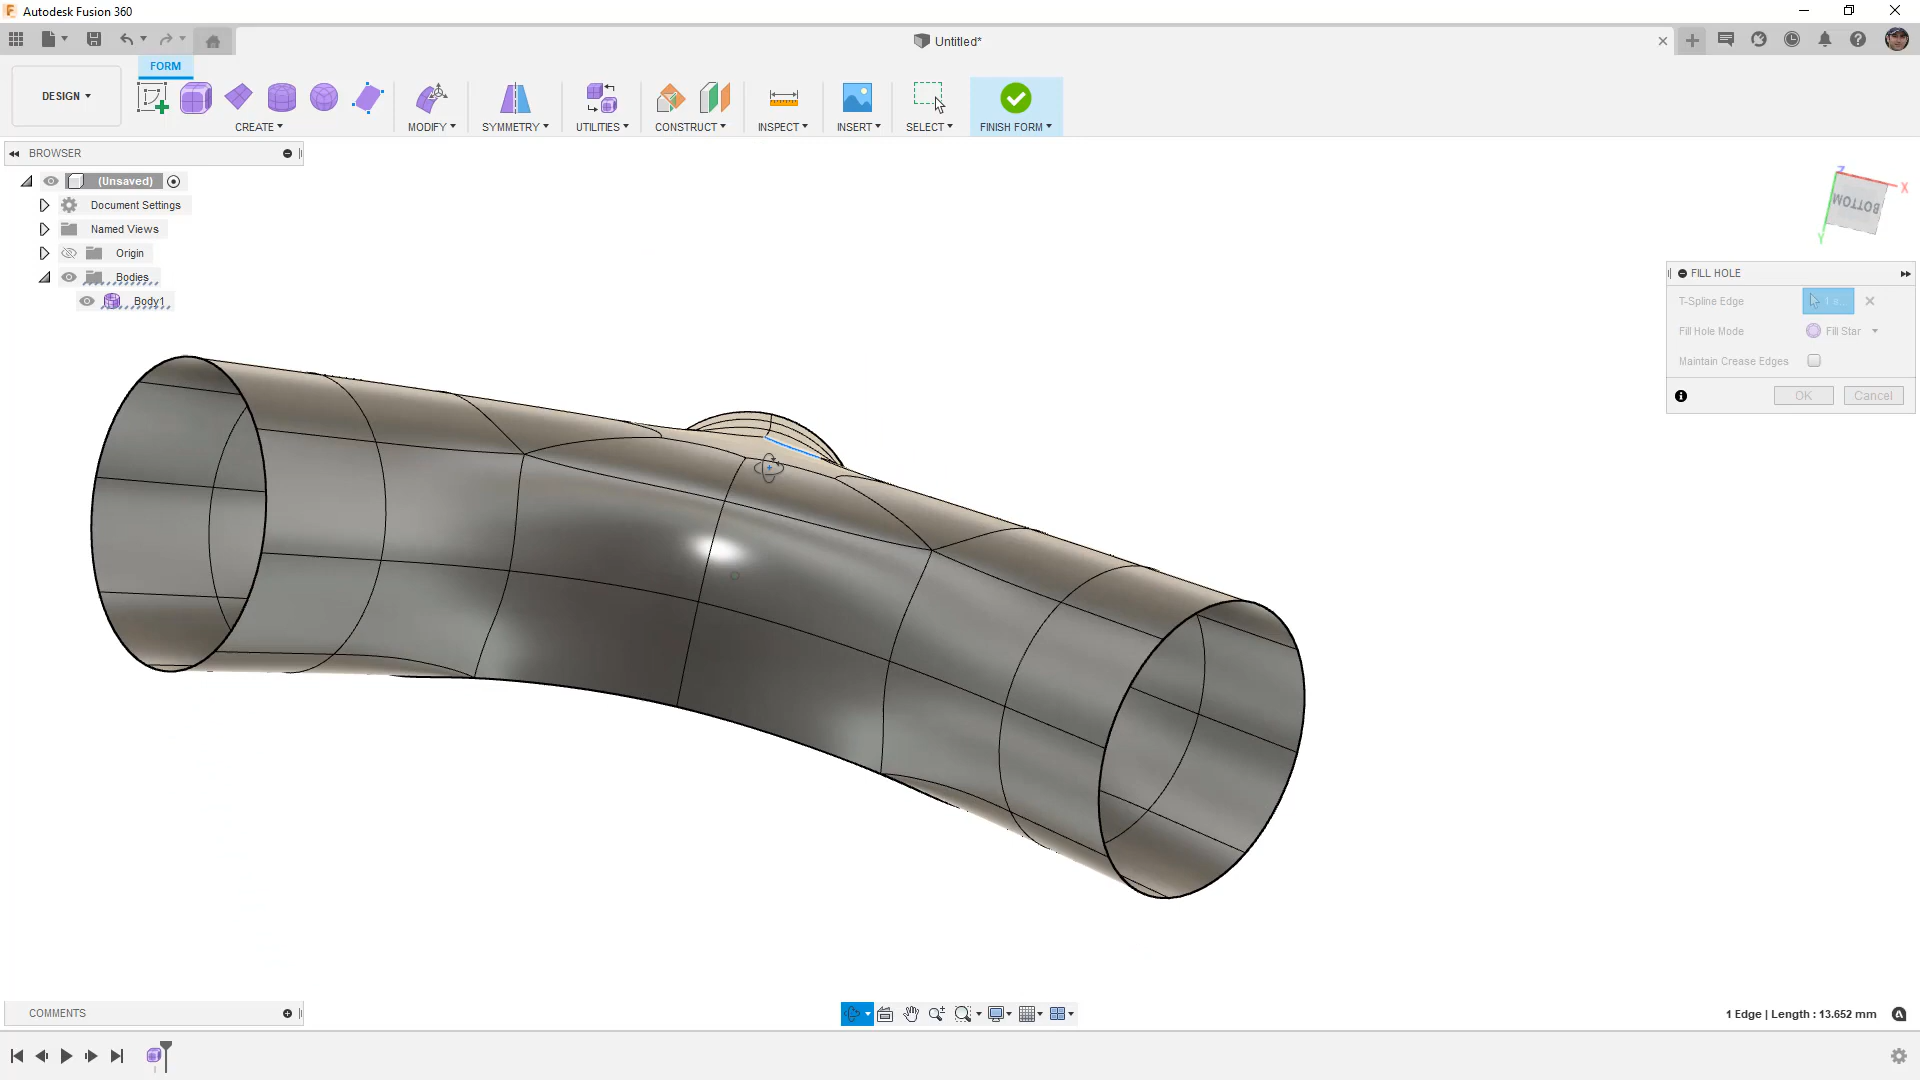 Autodesk Fusion 360
Untitled*
FORM
DESIGN
CREATE
MODIFY
SYMMETRY
UTILITIES
CONSTRUCT
INSPECT
INSERT
SELECT
FINISH FORM
BROWSER
(Unsaved)
Document Settings
Named Views
Origin
Bodies
Body1
Z
X
BOTTOM
Y
FILL HOLE
T-Spline Edge
Fill Hole Mode
Fill Star
Maintain Crease Edges
OK
Cancel
COMMENTS
1 Edge | Length : 13.652 mm